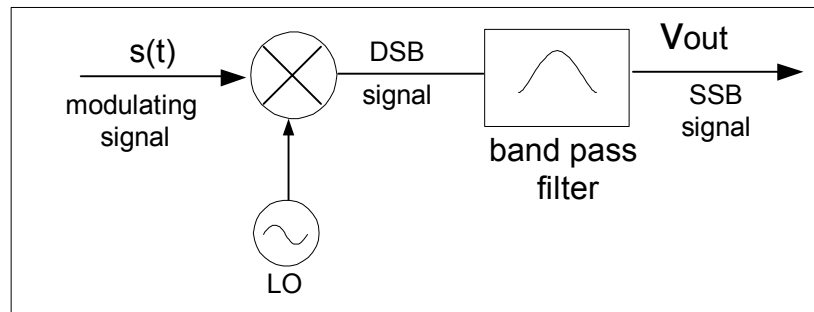 s(t)
modulating
signal
DSB
signal
Vout
SSB
signal
band pass
filter
LO